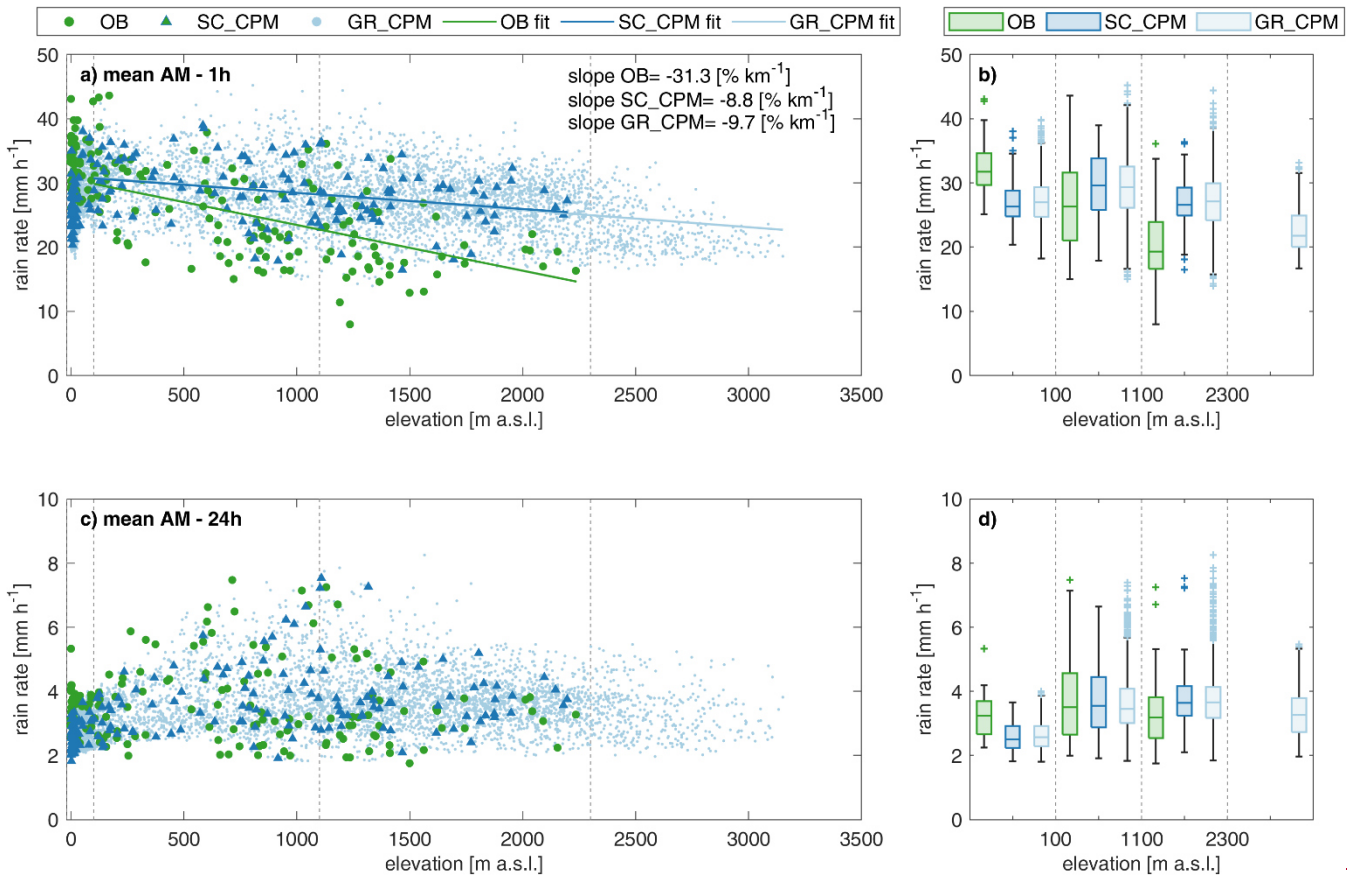 OB SC_CPM GR_CPM OB fit SC_CPM fit GR_CPM fit
OB SC_CPM GR_CPM
a) mean AM - 1h
slope OB= -31.3 [% km⁻¹]
slope SC_CPM= -8.8 [% km⁻¹]
slope GR_CPM= -9.7 [% km⁻¹]
rain rate [mm h⁻¹]
50
40
30
20
10
0
0 500 1000 1500 2000 2500 3000 3500
elevation [m a.s.l.]
b)
rain rate [mm h⁻¹]
50
40
30
20
10
0
100 1100 2300
elevation [m a.s.l.]
c) mean AM - 24h
rain rate [mm h⁻¹]
10
8
6
4
2
0
0 500 1000 1500 2000 2500 3000 3500
elevation [m a.s.l.]
d)
rain rate [mm h⁻¹]
10
8
6
4
2
0
100 1100 2300
elevation [m a.s.l.]